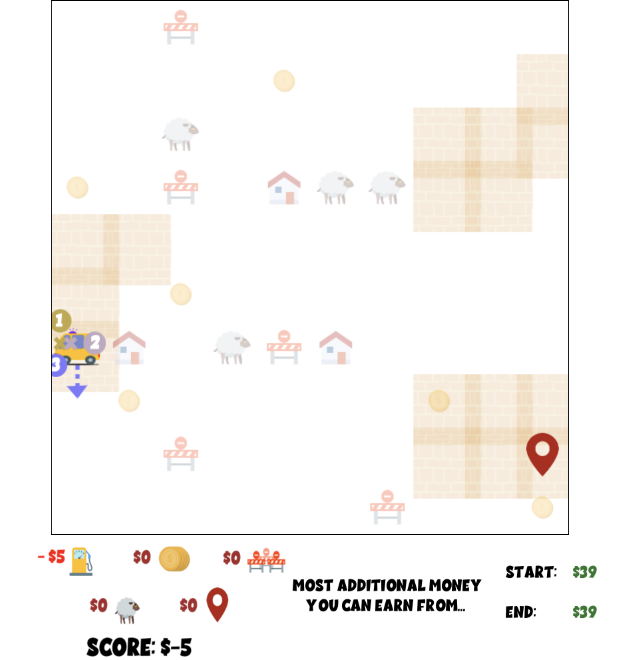 1
2
3
- $5
$0
$0
$0
$0
SCORE: $-5
MOST ADDITIONAL MONEY
YOU CAN EARN FROM...
START: $39
END: $39